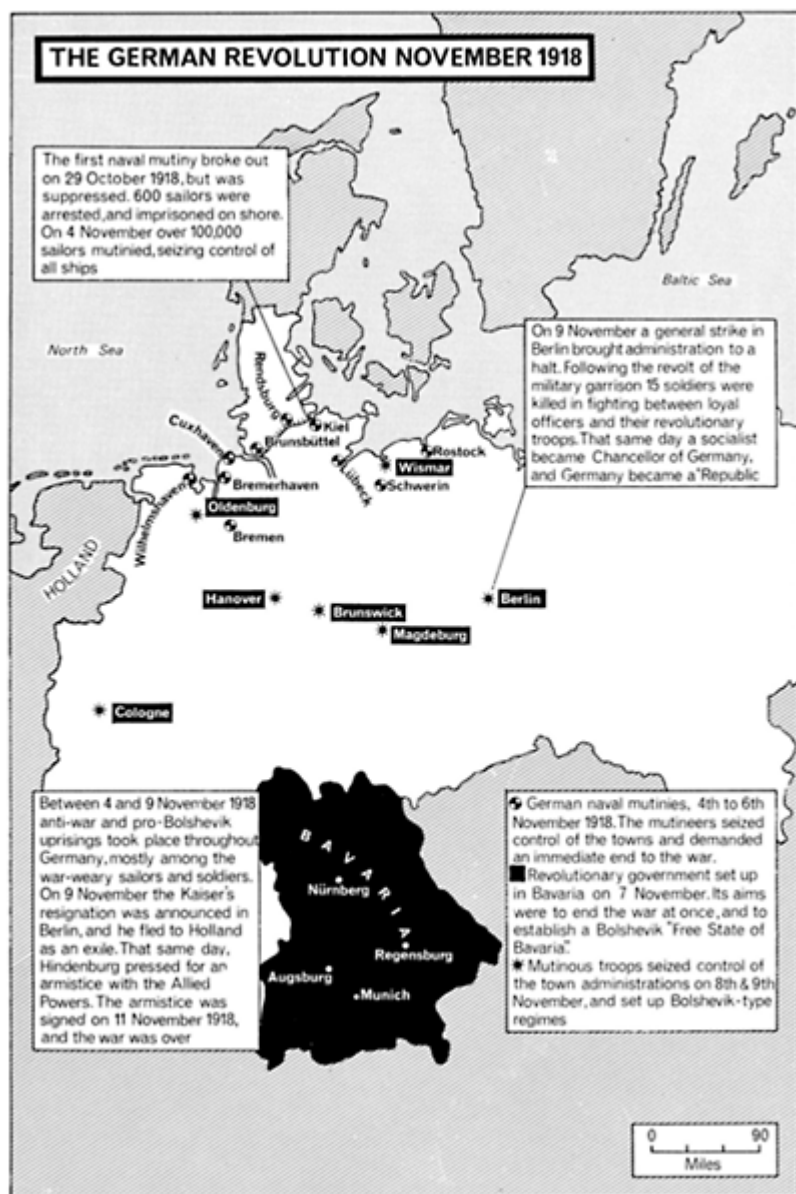 THE GERMAN REVOLUTION NOVEMBER 1918
The first naval mutiny broke out
on 29 October 1918, but was
suppressed. 600 sailors were
arrested, and imprisoned on shore.
On 4 November over 100,000
sailors mutinied, seizing control of
all ships
Baltic Sea
North Sea
On 9 November a general strike in
Berlin brought administration to a
halt. Following the revolt of the
military garrison 15 soldiers were
killed in fighting between loyal
officers and their revolutionary
troops. That same day a socialist
became Chancellor of Germany,
and Germany became a "Republic
Rendsburg
Kiel
Cuxhaven
Brunsbüttel
Lübeck
Rostock
Wismar
Schwerin
Bremerhaven
Wilhelmshaven
Oldenburg
Bremen
HOLLAND
Hanover
Brunswick
Magdeburg
Berlin
Cologne
Between 4 and 9 November 1918
anti-war and pro-Bolshevik
uprisings took place throughout
Germany, mostly among the
war-weary sailors and soldiers.
On 9 November the Kaiser's
resignation was announced in
Berlin, and he fled to Holland
as an exile. That same day,
Hindenburg pressed for an
armistice with the Allied
Powers. The armistice was
signed on 11 November 1918,
and the war was over
BAVARIA
Nürnberg
Regensburg
Augsburg
Munich
German naval mutinies, 4th to 6th
November 1918. The mutineers seized
control of the towns and demanded
an immediate end to the war.
Revolutionary government set up
in Bavaria on 7 November. Its aims
were to end the war at once, and to
establish a Bolshevik "Free State of
Bavaria".
Mutinous troops seized control of
the town administrations on 8th & 9th
November, and set up Bolshevik-type
regimes
0 90
Miles